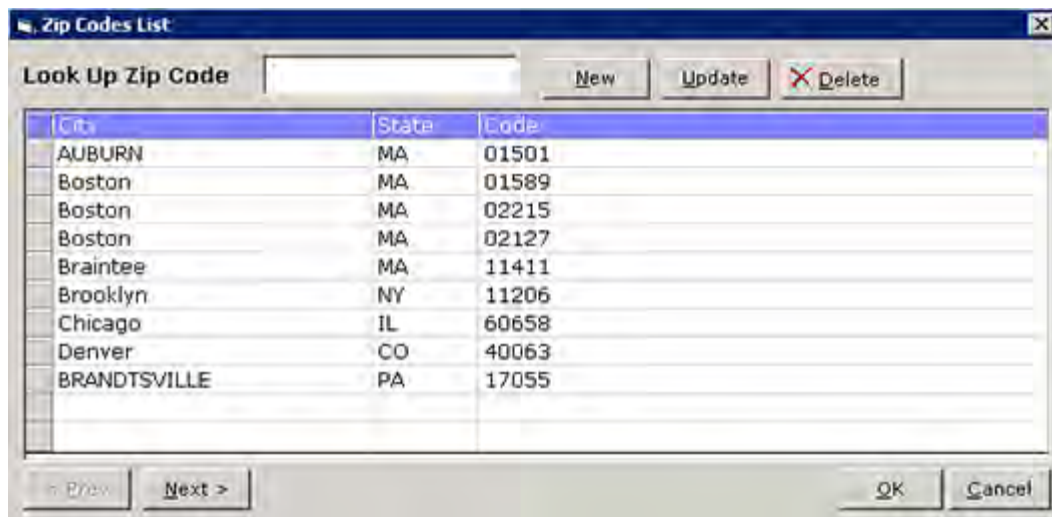 Zip Codes List
Look Up Zip Code New Update Delete
City State Code
AUBURN MA 01501
Boston MA 01589
Boston MA 02215
Boston MA 02127
Braintee MA 11411
Brooklyn NY 11206
Chicago IL 60658
Denver CO 40063
BRANDTSVILLE PA 17055
< Prev Next > OK Cancel